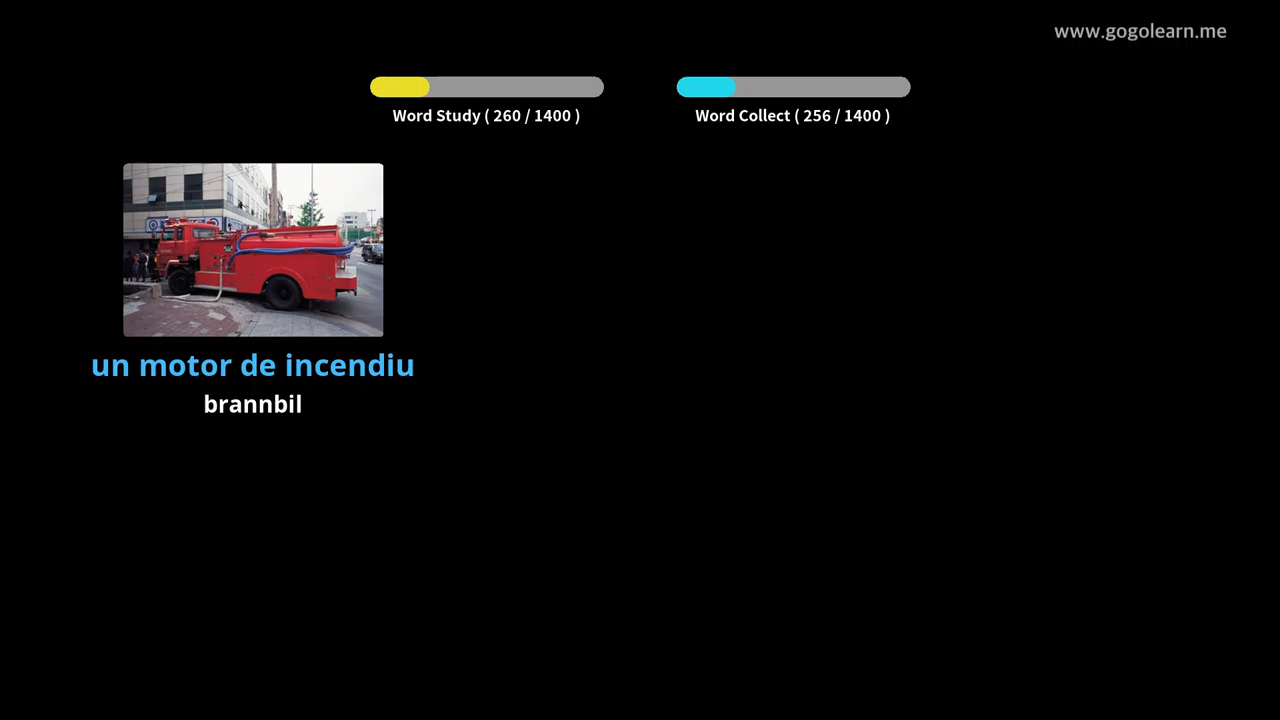 www.gogolearn.me
Word Study ( 260 / 1400 )
Word Collect ( 256 / 1400 )
un motor de incendiu
brannbil